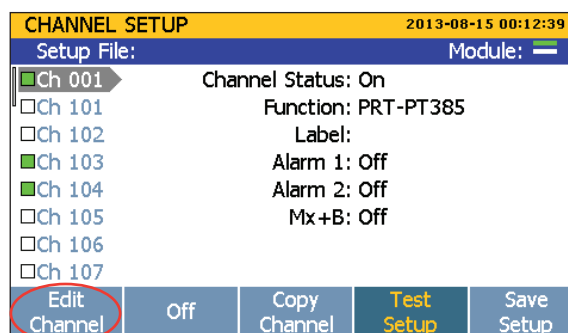 CHANNEL SETUP 2013-08-15 00:12:39
Setup File: Module:
Ch 001 Channel Status: On
Ch 101 Function: PRT-PT385
Ch 102 Label:
Ch 103 Alarm 1: Off
Ch 104 Alarm 2: Off
Ch 105 Mx+B: Off
Ch 106
Ch 107
Edit Channel
Off
Copy Channel
Test Setup
Save Setup